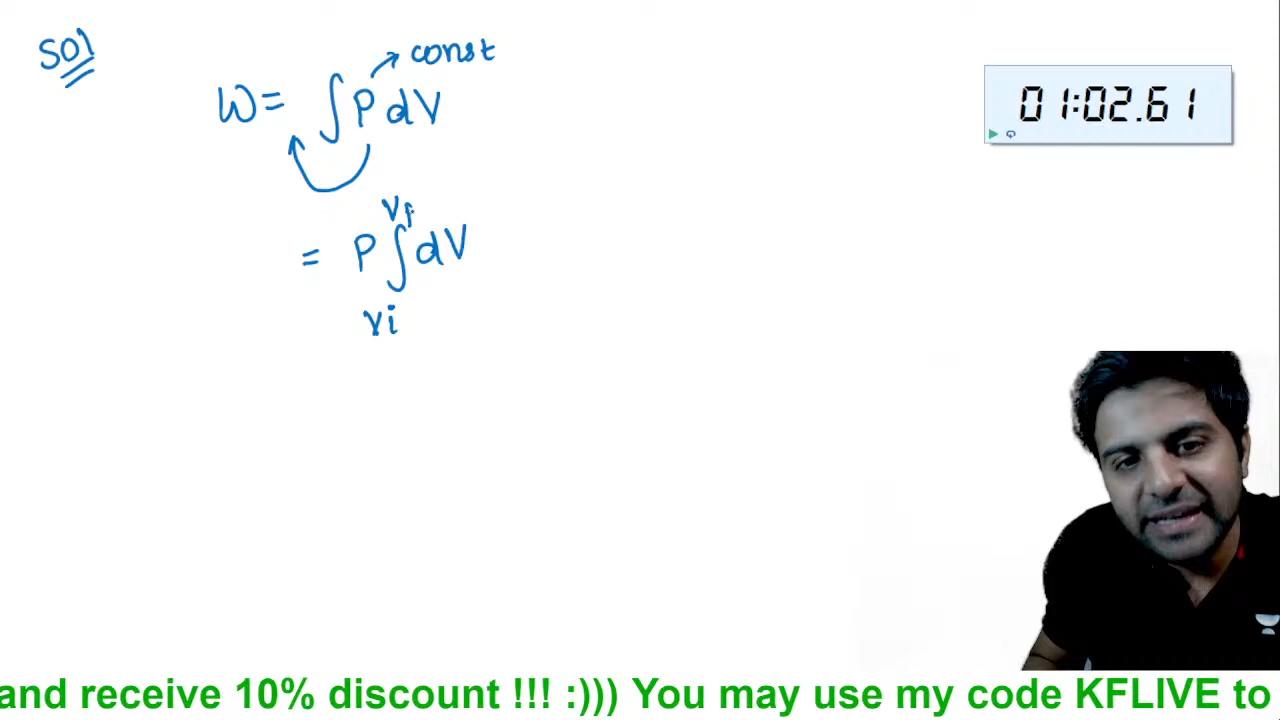 Sol
→ const
W= ∫ P dV
Vf
= P ∫ dV
Vi
01:02.61
and receive 10% discount !!! :))) You may use my code KFLIVE to